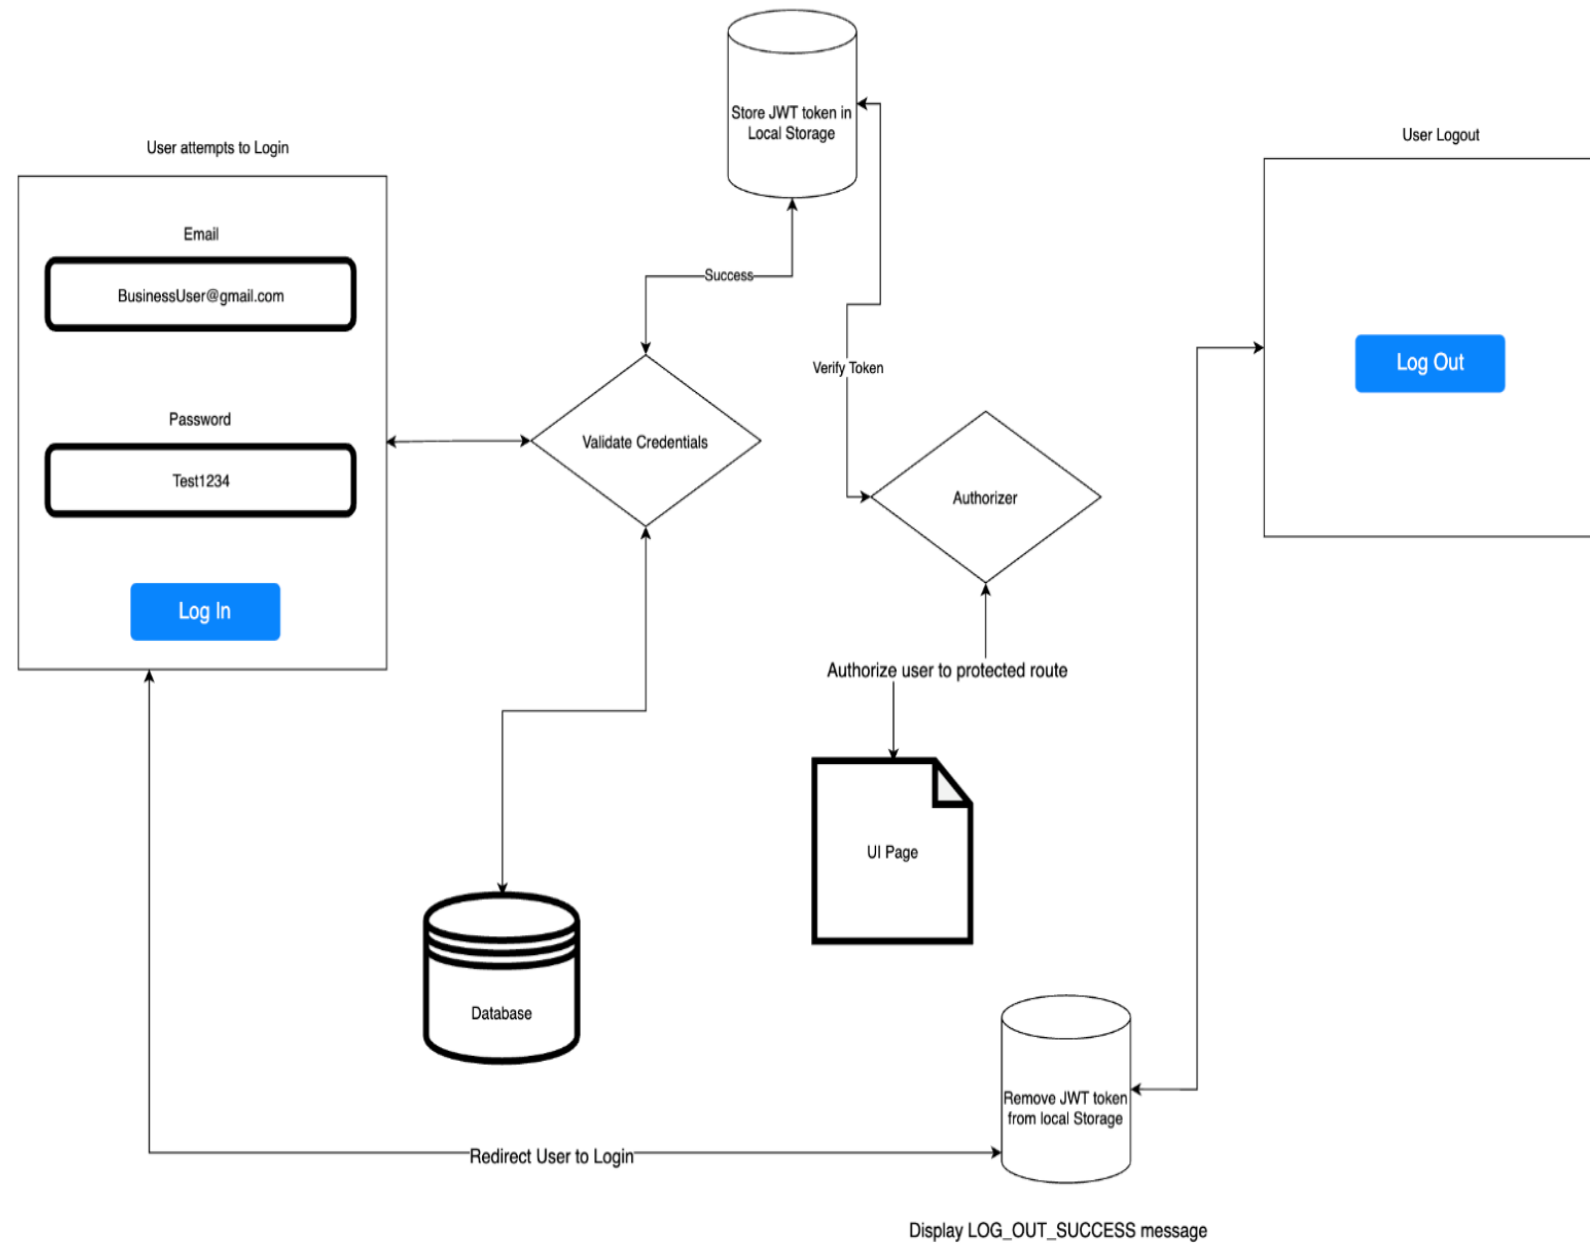 Store JWT token in
Local Storage
User attempts to Login
User Logout
Email
BusinessUser@gmail.com
Success
Log Out
Verify Token
Password
Validate Credentials
Test1234
Authorizer
Log In
Authorize user to protected route
UI Page
Database
Remove JWT token
from local Storage
Redirect User to Login
Display LOG_OUT_SUCCESS message